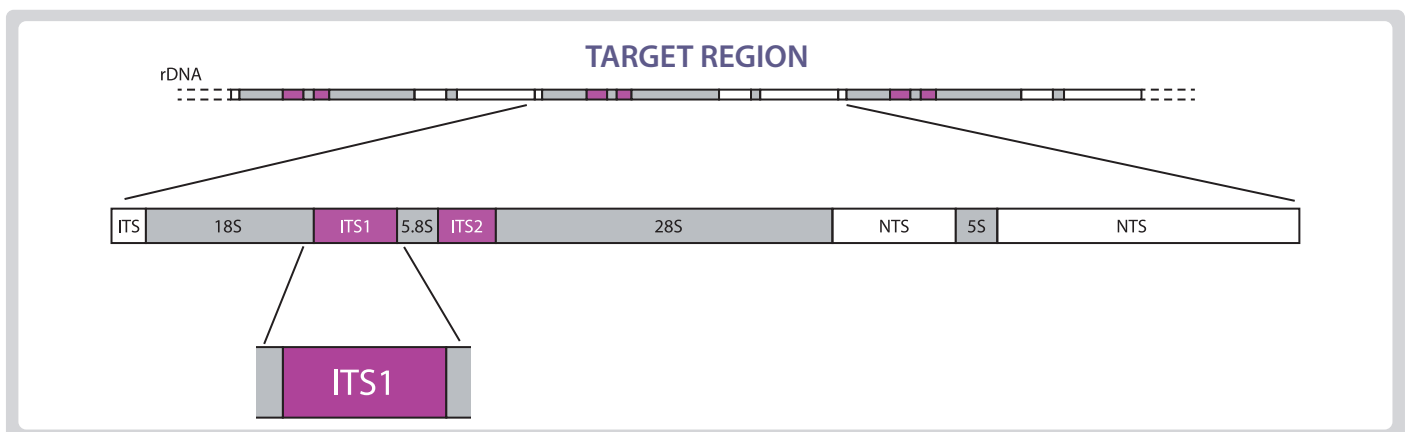 TARGET REGION
rDNA
ITS 18S ITS1 5.8S ITS2 28S NTS 5S NTS
ITS1